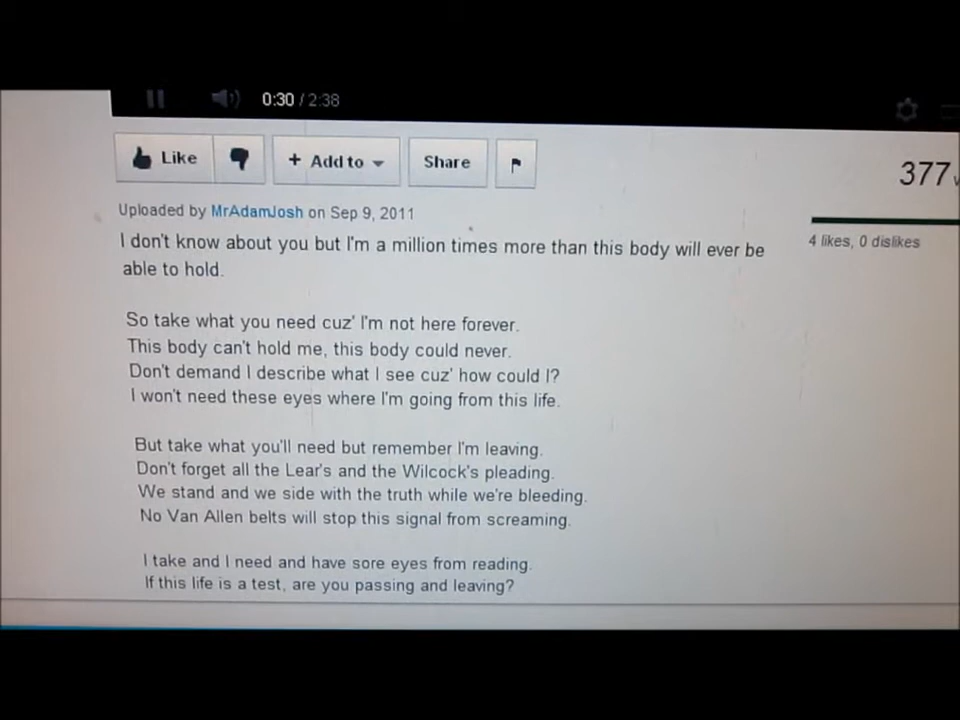 0:30 / 2:38
Like
+ Add to
Share
377
Uploaded by MrAdamJosh on Sep 9, 2011
4 likes, 0 dislikes
I don't know about you but I'm a million times more than this body will ever be
able to hold.
So take what you need cuz' I'm not here forever.
This body can't hold me, this body could never.
Don't demand I describe what I see cuz' how could I?
I won't need these eyes where I'm going from this life.
But take what you'll need but remember I'm leaving.
Don't forget all the Lear's and the Wilcock's pleading.
We stand and we side with the truth while we're bleeding.
No Van Allen belts will stop this signal from screaming.
I take and I need and have sore eyes from reading.
If this life is a test, are you passing and leaving?